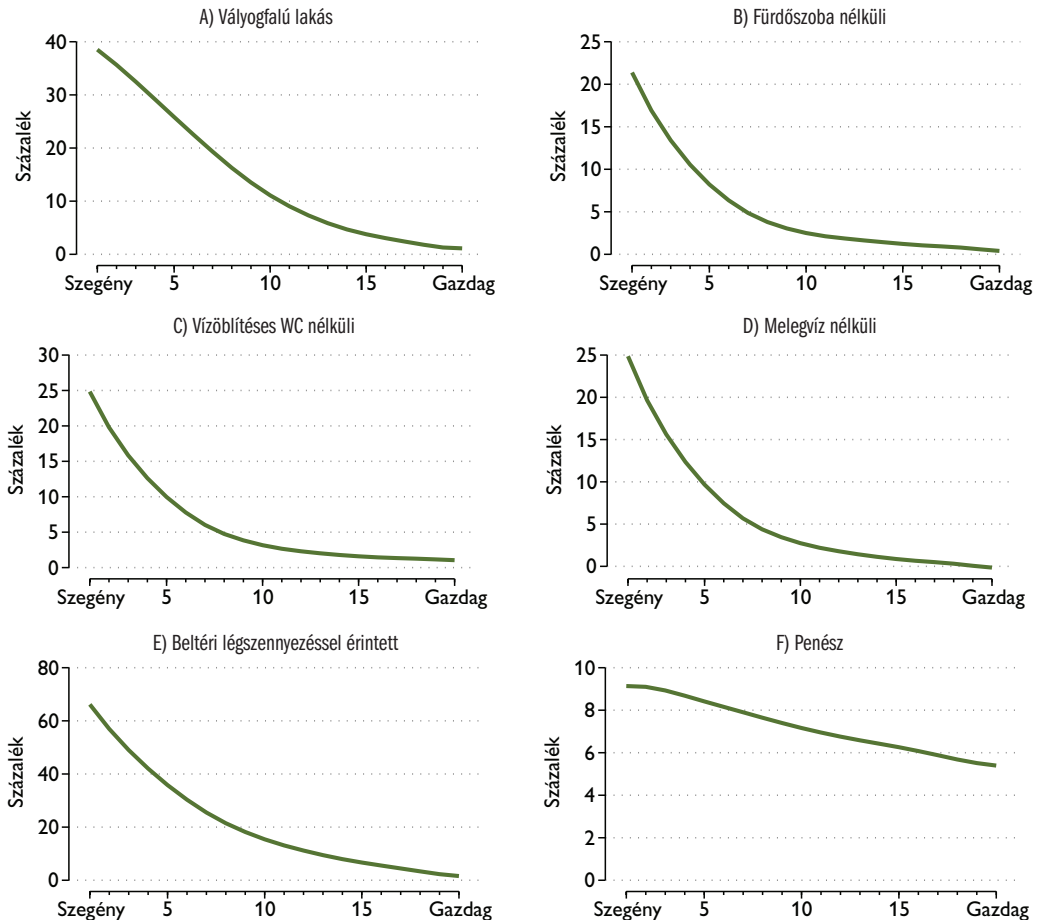 A) Vályogfalú lakás
40
30
20
10
0
Százalék
Szegény 5 10 15 Gazdag
B) Fürdőszoba nélküli
25
20
15
10
5
0
Százalék
Szegény 5 10 15 Gazdag
C) Vízöblítéses WC nélküli
30
25
20
15
10
5
0
Százalék
Szegény 5 10 15 Gazdag
D) Melegvíz nélküli
25
20
15
10
5
0
Százalék
Szegény 5 10 15 Gazdag
E) Beltéri légszennyezéssel érintett
80
60
40
20
0
Százalék
Szegény 5 10 15 Gazdag
F) Penész
10
8
6
4
2
0
Százalék
Szegény 5 10 15 Gazdag